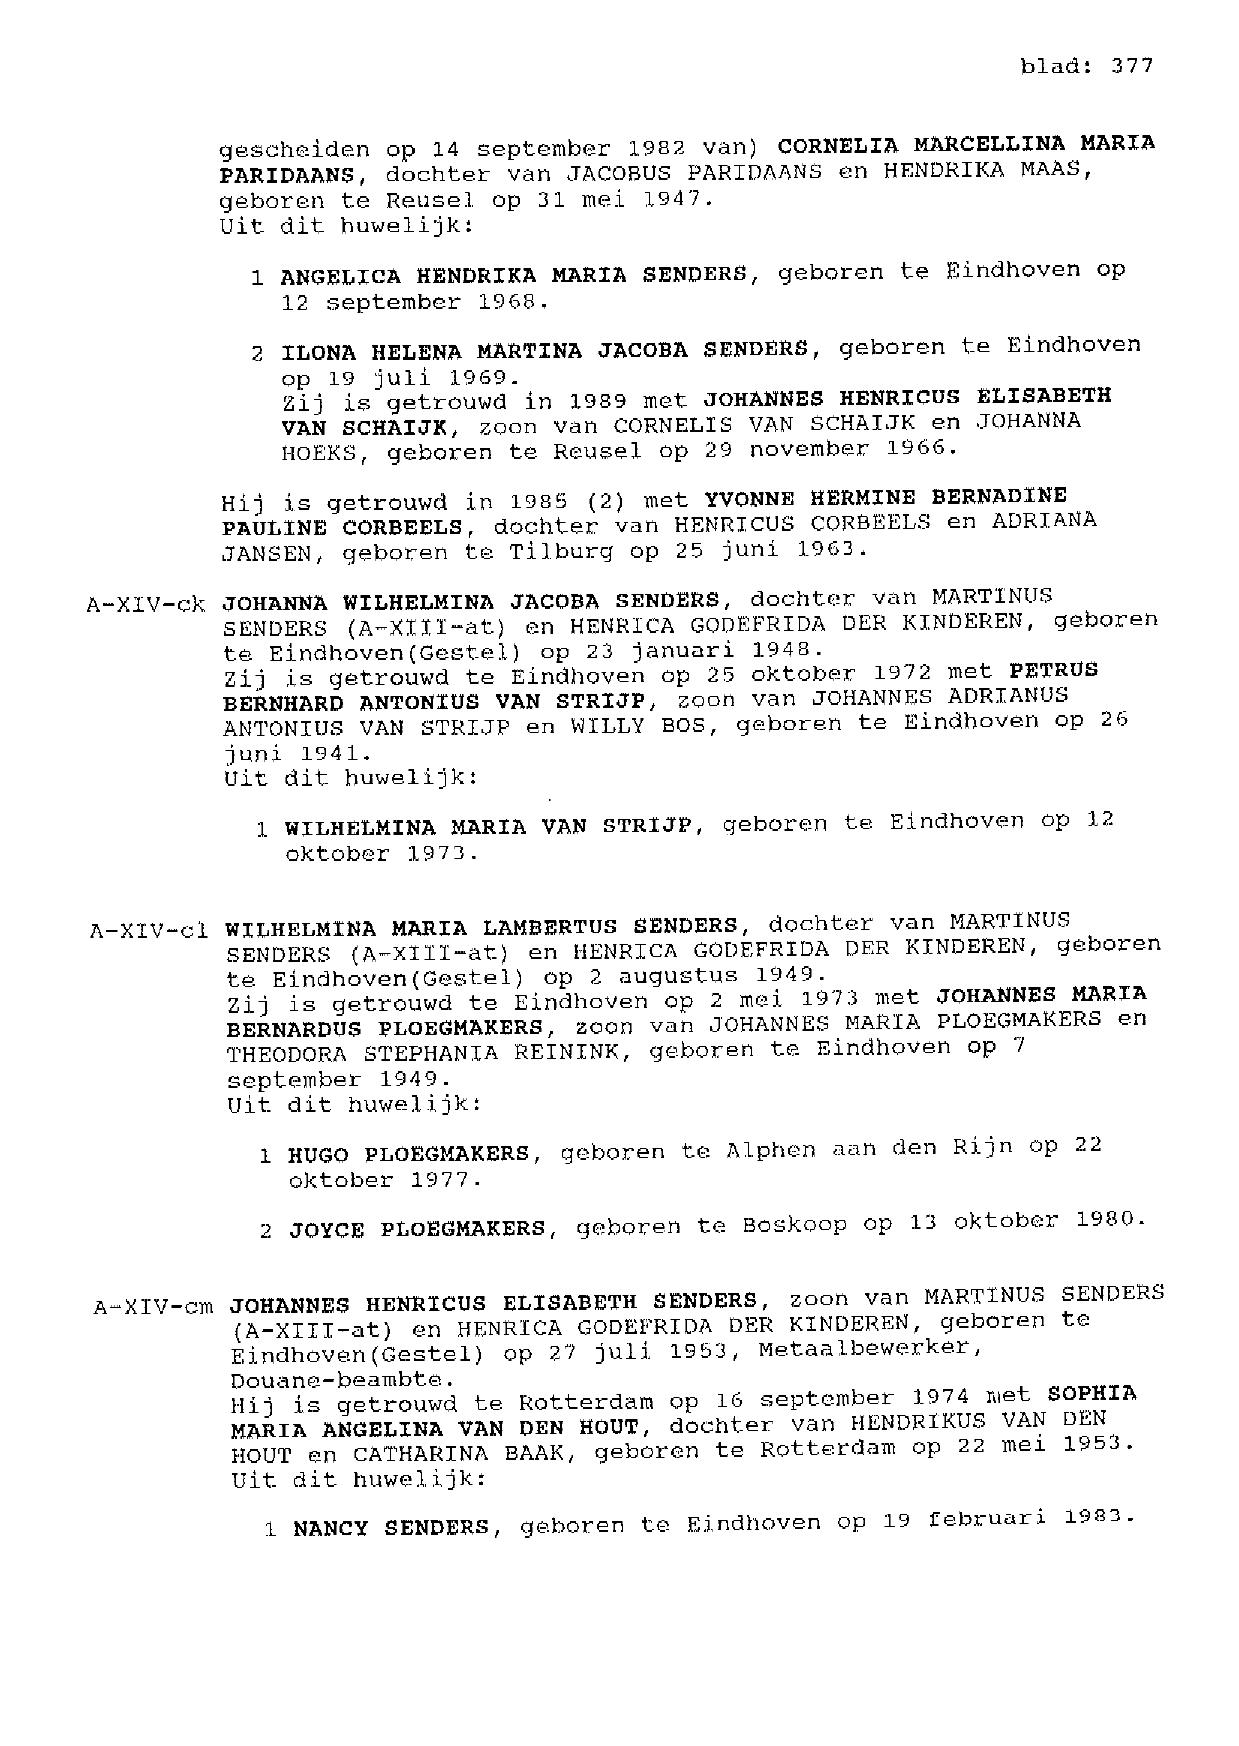 blad: 377
gescheiden op 14 september 1982 van) CORNELIA MARCELLINA MARIA
PARIDAANS, dochter van JACOBUS PARIDAANS en HENDRIKA MAAS,
geboren te Reusel op 31 mei 1947.
Uit dit huwelijk:
1 ANGELICA HENDRIKA MARIA SENDERS, geboren te Eindhoven op
12 september 1968.
2 ILONA HELENA MARTINA JACOBA SENDERS, geboren te Eindhoven
op 19 juli 1969.
Zij is getrouwd in 1989 met JOHANNES HENRICUS ELISABETH
VAN SCHAIJK, zoon van CORNELIS VAN SCHAIJK en JOHANNA
HOEKS, geboren te Reusel op 29 november 1966.
Hij is getrouwd in 1985 (2) met YVONNE HERMINE BERNADINE
PAULINE CORBEELS, dochter van HENRICUS CORBEELS en ADRIANA
JANSEN, geboren te Tilburg op 25 juni 1963.
A-XIV-ck JOHANNA WILHELMINA JACOBA SENDERS, dochter van MARTINUS
SENDERS (A-XIII-at) en HENRICA GODEFRIDA DER KINDEREN, geboren
te Eindhoven(Gestel) op 23 januari 1948.
Zij is getrouwd te Eindhoven op 25 oktober 1972 met PETRUS
BERNHARD ANTONIUS VAN STRIJP, zoon van JOHANNES ADRIANUS
ANTONIUS VAN STRIJP en WILLY BOS, geboren te Eindhoven op 26
juni 1941.
Uit dit huwelijk:
1 WILHELMINA MARIA VAN STRIJP, geboren te Eindhoven op 12
oktober 1973.
A-XIV-cl WILHELMINA MARIA LAMBERTUS SENDERS, dochter van MARTINUS
SENDERS (A-XIII-at) en HENRICA GODEFRIDA DER KINDEREN, geboren
te Eindhoven(Gestel) op 2 augustus 1949.
Zij is getrouwd te Eindhoven op 2 mei 1973 met JOHANNES MARIA
BERNARDUS PLOEGMAKERS, zoon van JOHANNES MARIA PLOEGMAKERS en
THEODORA STEPHANIA REININK, geboren te Eindhoven op 7
september 1949.
Uit dit huwelijk:
1 HUGO PLOEGMAKERS, geboren te Alphen aan den Rijn op 22
oktober 1977.
2 JOYCE PLOEGMAKERS, geboren te Boskoop op 13 oktober 1980.
A-XIV-cm JOHANNES HENRICUS ELISABETH SENDERS, zoon van MARTINUS SENDERS
(A-XIII-at) en HENRICA GODEFRIDA DER KINDEREN, geboren te
Eindhoven(Gestel) op 27 juli 1953, Metaalbewerker,
Douane-beambte.
Hij is getrouwd te Rotterdam op 16 september 1974 met SOPHIA
MARIA ANGELINA VAN DEN HOUT, dochter van HENDRIKUS VAN DEN
HOUT en CATHARINA BAAK, geboren te Rotterdam op 22 mei 1953.
Uit dit huwelijk:
1 NANCY SENDERS, geboren te Eindhoven op 19 februari 1983.